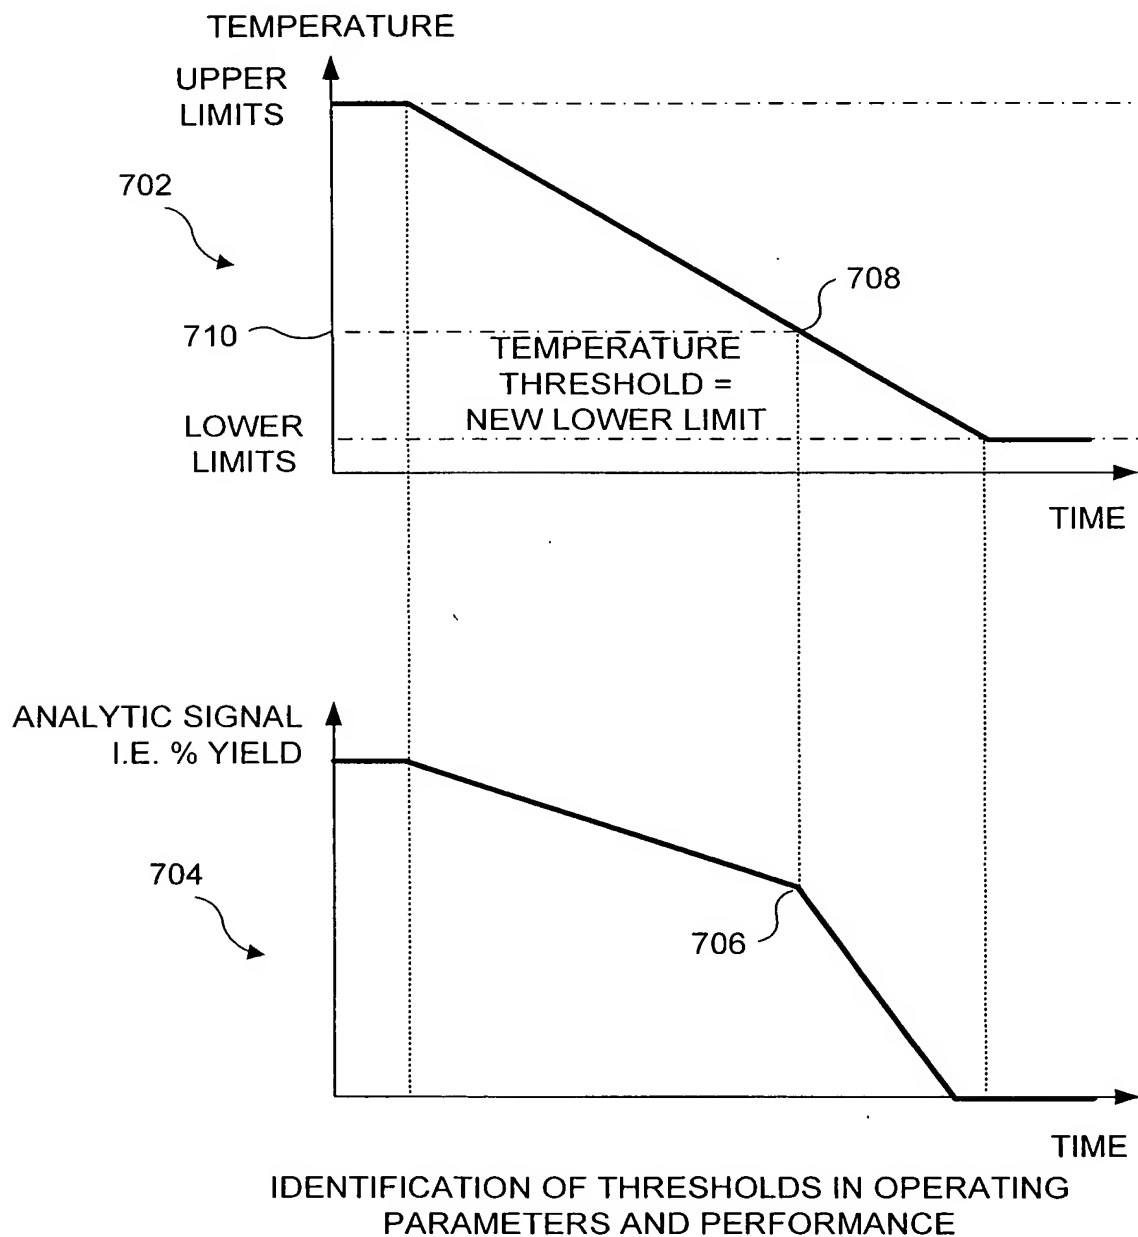 TEMPERATURE
UPPER
LIMITS
702
708
710
TEMPERATURE
THRESHOLD =
NEW LOWER LIMIT
LOWER
LIMITS
TIME
ANALYTIC SIGNAL
I.E. % YIELD
704
706
TIME
IDENTIFICATION OF THRESHOLDS IN OPERATING
PARAMETERS AND PERFORMANCE